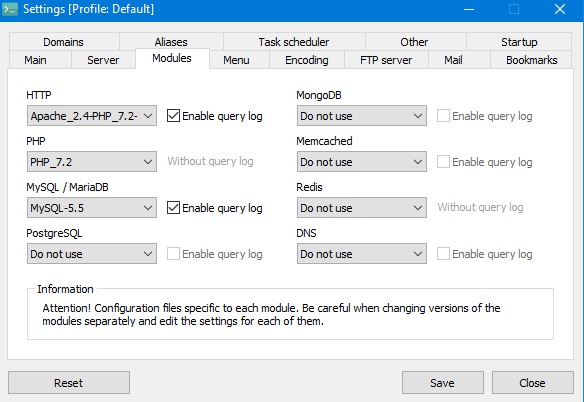 Settings [Profile: Default]
Domains Aliases Task scheduler Other Startup
Main Server Modules Menu Encoding FTP server Mail Bookmarks
HTTP
Apache_2.4-PHP_7.2- Enable query log
PHP
PHP_7.2 Without query log
MySQL / MariaDB
MySQL-5.5 Enable query log
PostgreSQL
Do not use Enable query log
MongoDB
Do not use Enable query log
Memcached
Do not use Enable query log
Redis
Do not use Without query log
DNS
Do not use Enable query log
Information
Attention! Configuration files specific to each module. Be careful when changing versions of the
modules separately and edit the settings for each of them.
Reset Save Close